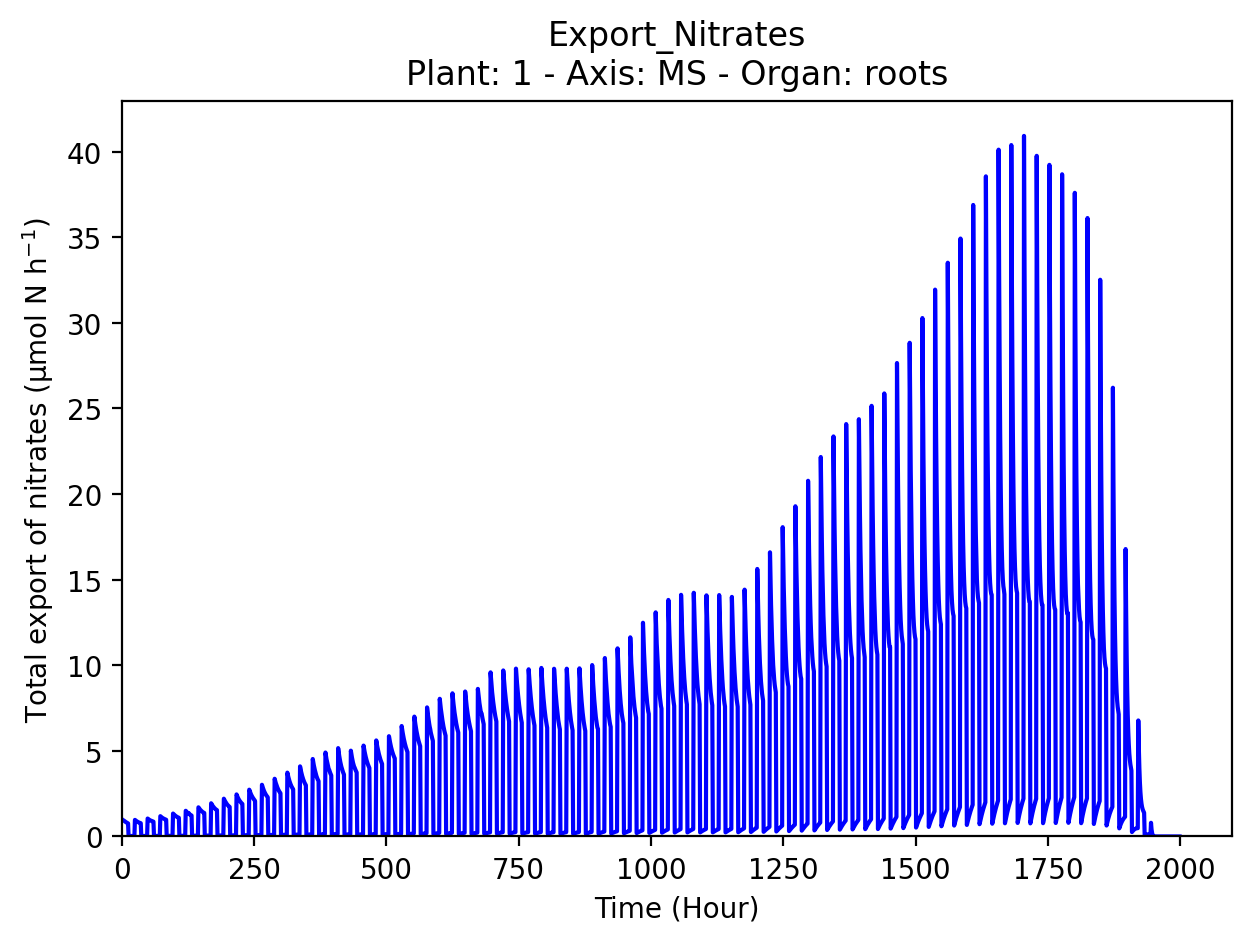 Export_Nitrates
Plant: 1 - Axis: MS - Organ: roots
Total export of nitrates (µmol N h⁻¹)
40
35
30
25
20
15
10
5
0
0 250 500 750 1000 1250 1500 1750 2000
Time (Hour)